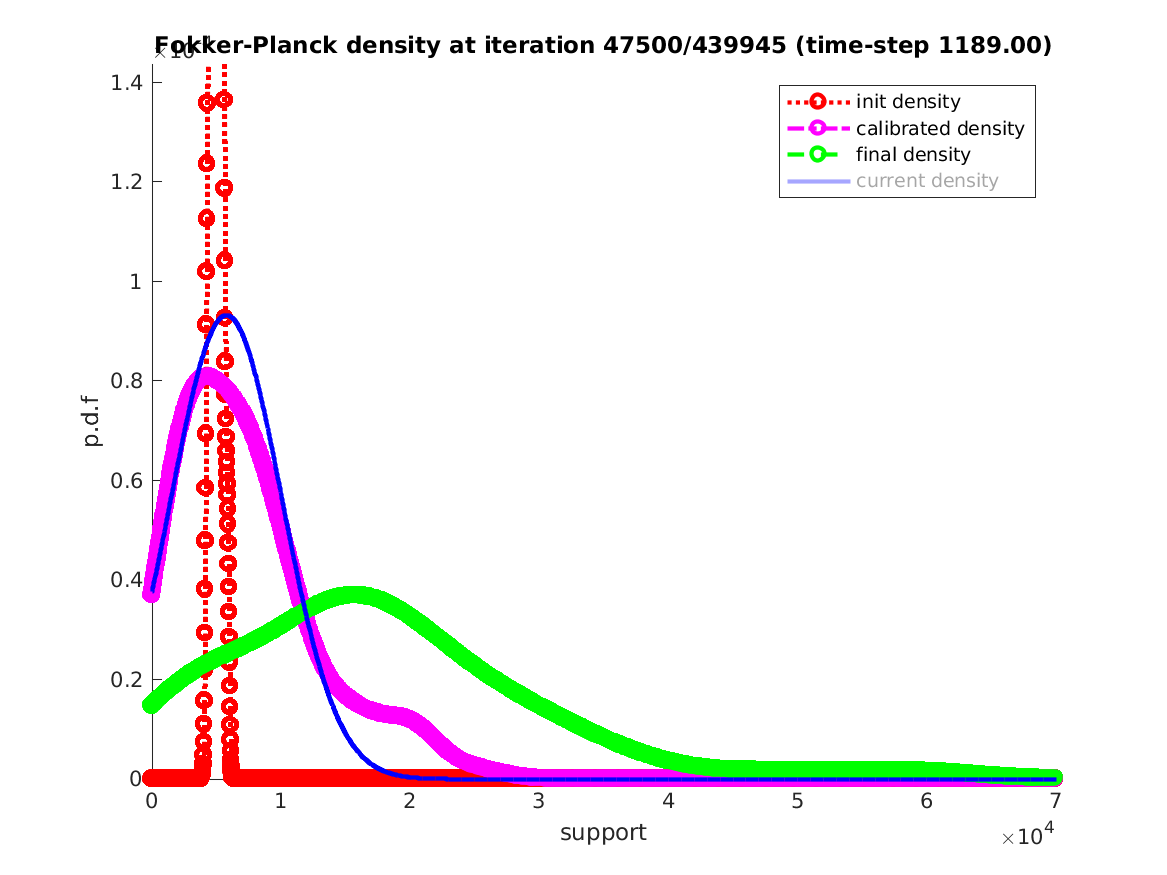 Fokker-Planck density at iteration 47500/439945 (time-step 1189.00)
×10
1.4
1.2
1
0.8
0.6
0.4
0.2
0
p.d.f
init density
calibrated density
final density
current density
0 1 2 3 4 5 6 7
support
×10⁴